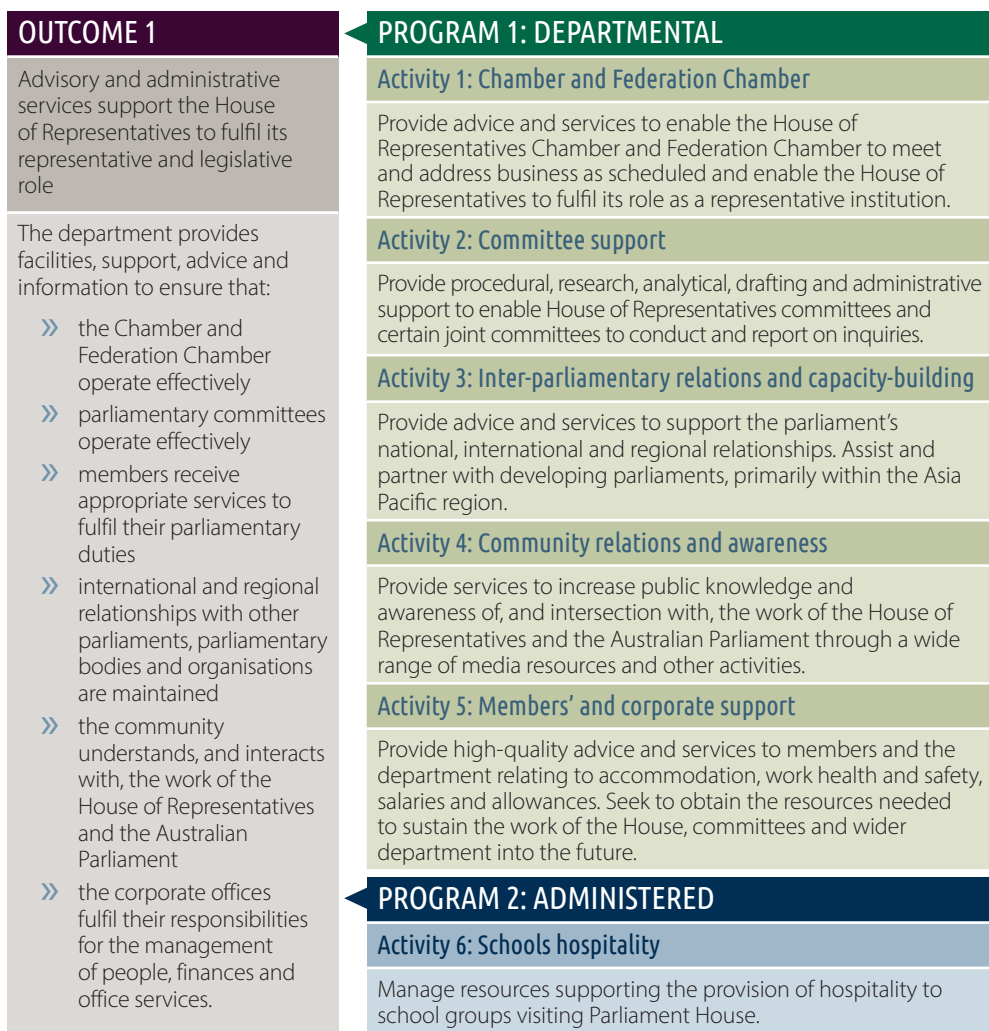 OUTCOME 1
Advisory and administrative
services support the House
of Representatives to fulfil its
representative and legislative
role
The department provides
facilities, support, advice and
information to ensure that:
» the Chamber and
Federation Chamber
operate effectively
» parliamentary committees
operate effectively
» members receive
appropriate services to
fulfil their parliamentary
duties
» international and regional
relationships with other
parliaments, parliamentary
bodies and organisations
are maintained
» the community
understands, and interacts
with, the work of the
House of Representatives
and the Australian
Parliament
» the corporate offices
fulfil their responsibilities
for the management
of people, finances and
office services.
PROGRAM 1: DEPARTMENTAL
Activity 1: Chamber and Federation Chamber
Provide advice and services to enable the House of
Representatives Chamber and Federation Chamber to meet
and address business as scheduled and enable the House of
Representatives to fulfil its role as a representative institution.
Activity 2: Committee support
Provide procedural, research, analytical, drafting and administrative
support to enable House of Representatives committees and
certain joint committees to conduct and report on inquiries.
Activity 3: Inter-parliamentary relations and capacity-building
Provide advice and services to support the parliament's
national, international and regional relationships. Assist and
partner with developing parliaments, primarily within the Asia
Pacific region.
Activity 4: Community relations and awareness
Provide services to increase public knowledge and
awareness of, and intersection with, the work of the House of
Representatives and the Australian Parliament through a wide
range of media resources and other activities.
Activity 5: Members' and corporate support
Provide high-quality advice and services to members and the
department relating to accommodation, work health and safety,
salaries and allowances. Seek to obtain the resources needed
to sustain the work of the House, committees and wider
department into the future.
PROGRAM 2: ADMINISTERED
Activity 6: Schools hospitality
Manage resources supporting the provision of hospitality to
school groups visiting Parliament House.